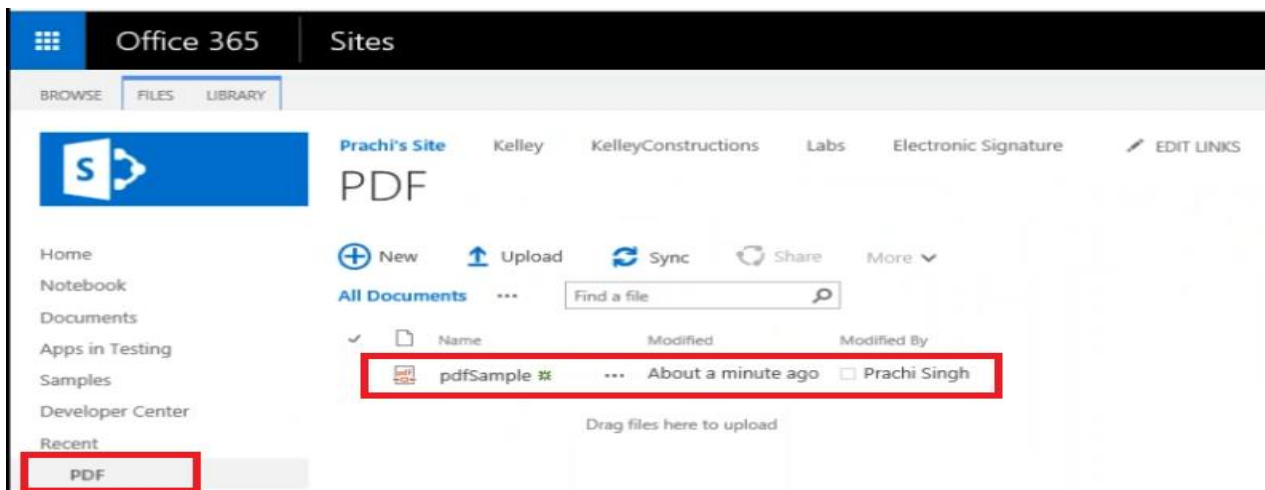 Office 365 Sites
BROWSE FILES LIBRARY
S
Prachi's Site Kelley KelleyConstructions Labs Electronic Signature EDIT LINKS
PDF
Home
Notebook
Documents
Apps in Testing
Samples
Developer Center
Recent
PDF
New Upload Sync Share More
All Documents ... Find a file
Name Modified Modified By
pdfSample ... About a minute ago Prachi Singh
Drag files here to upload